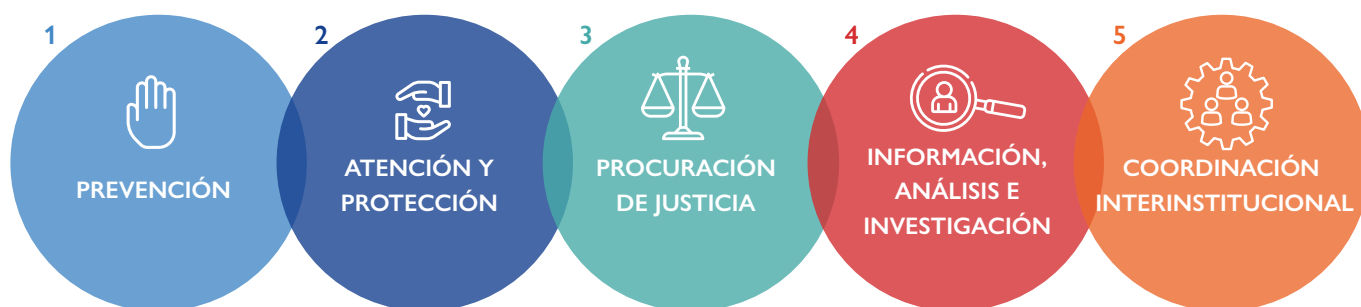 1
PREVENCIÓN
2
ATENCIÓN Y
PROTECCIÓN
3
PROCURACIÓN
DE JUSTICIA
4
INFORMACIÓN,
ANÁLISIS E
INVESTIGACIÓN
5
COORDINACIÓN
INTERINSTITUCIONAL